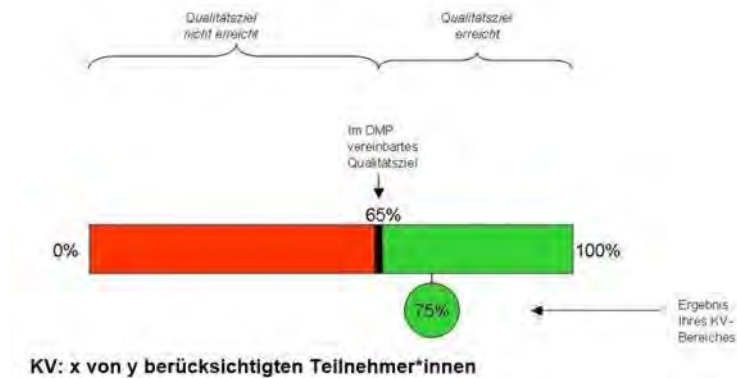 Qualitätsziel
nicht erreicht
Qualitätsziel
erreicht
Im DMP
vereinbartes
Qualitätsziel
65%
0%
100%
75%
Ergebnis
Ihres KV-
Bereiches
KV: x von y berücksichtigten Teilnehmer*innen